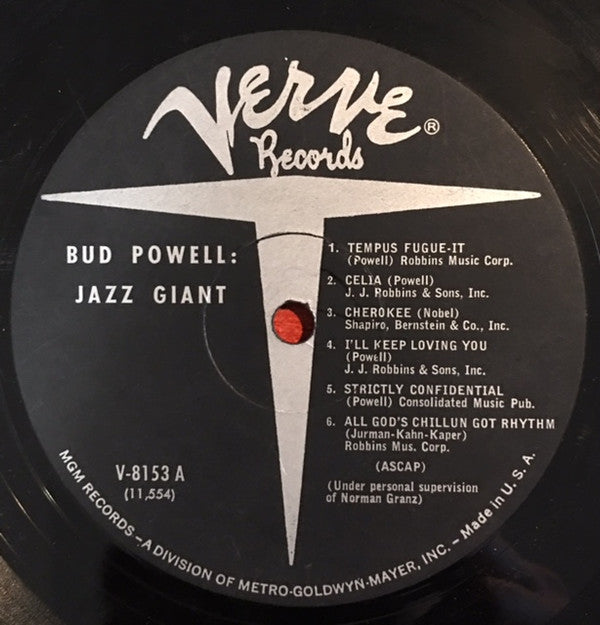 VERVE®
Records
BUD POWELL:
JAZZ GIANT
1. TEMPUS FUGUE-IT
(Powell) Robbins Music Corp.
2. CELIA (Powell)
J. J. Robbins & Sons, Inc.
3. CHEROKEE (Nobel)
Shapiro, Bernstein & Co., Inc.
4. I'LL KEEP LOVING YOU
(Powell)
J. J. Robbins & Sons, Inc.
5. STRICTLY CONFIDENTIAL
(Powell) Consolidated Music Pub.
6. ALL GOD'S CHILLUN GOT RHYTHM
(Jurman-Kahn-Kaper)
Robbins Mus. Corp.
(ASCAP)
(Under personal supervision
of Norman Granz)
V-8153 A
(11,554)
MGM RECORDS – A DIVISION OF METRO-GOLDWYN-MAYER, INC. – Made in U. S. A.